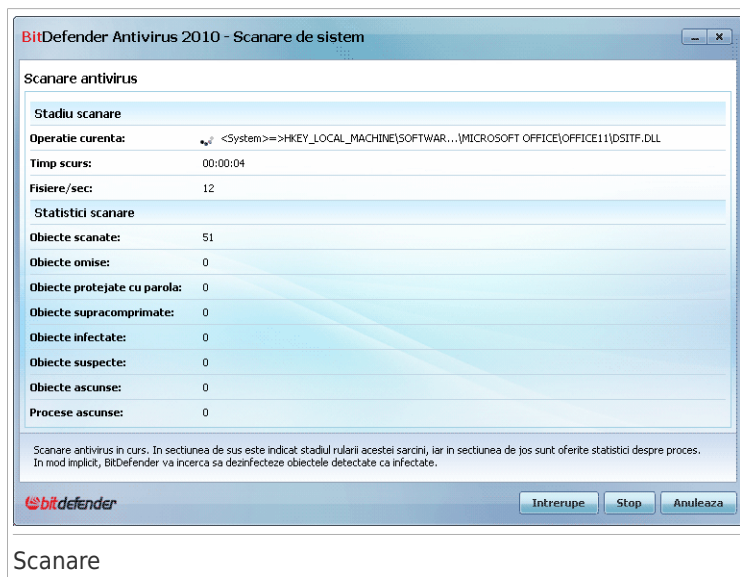 BitDefender Antivirus 2010 - Scanare de sistem
Scanare antivirus
Stadiu scanare
Operatie curenta: <System>=>HKEY_LOCAL_MACHINE\SOFTWAR...\MICROSOFT OFFICE\OFFICE11\DSITF.DLL
Timp scurs: 00:00:04
Fisiere/sec: 12
Statistici scanare
Obiecte scanate: 51
Obiecte omise: 0
Obiecte protejate cu parola: 0
Obiecte supracomprimate: 0
Obiecte infectate: 0
Obiecte suspecte: 0
Obiecte ascunse: 0
Procese ascunse: 0
Scanare antivirus in curs. In sectiunea de sus este indicat stadiul rularii acestei sarcini, iar in sectiunea de jos sunt oferite statistici despre proces.
In mod implicit, BitDefender va incerca sa dezinfecteze obiectele detectate ca infectate.
bitdefender
Intrerupe Stop Anuleaza
Scanare